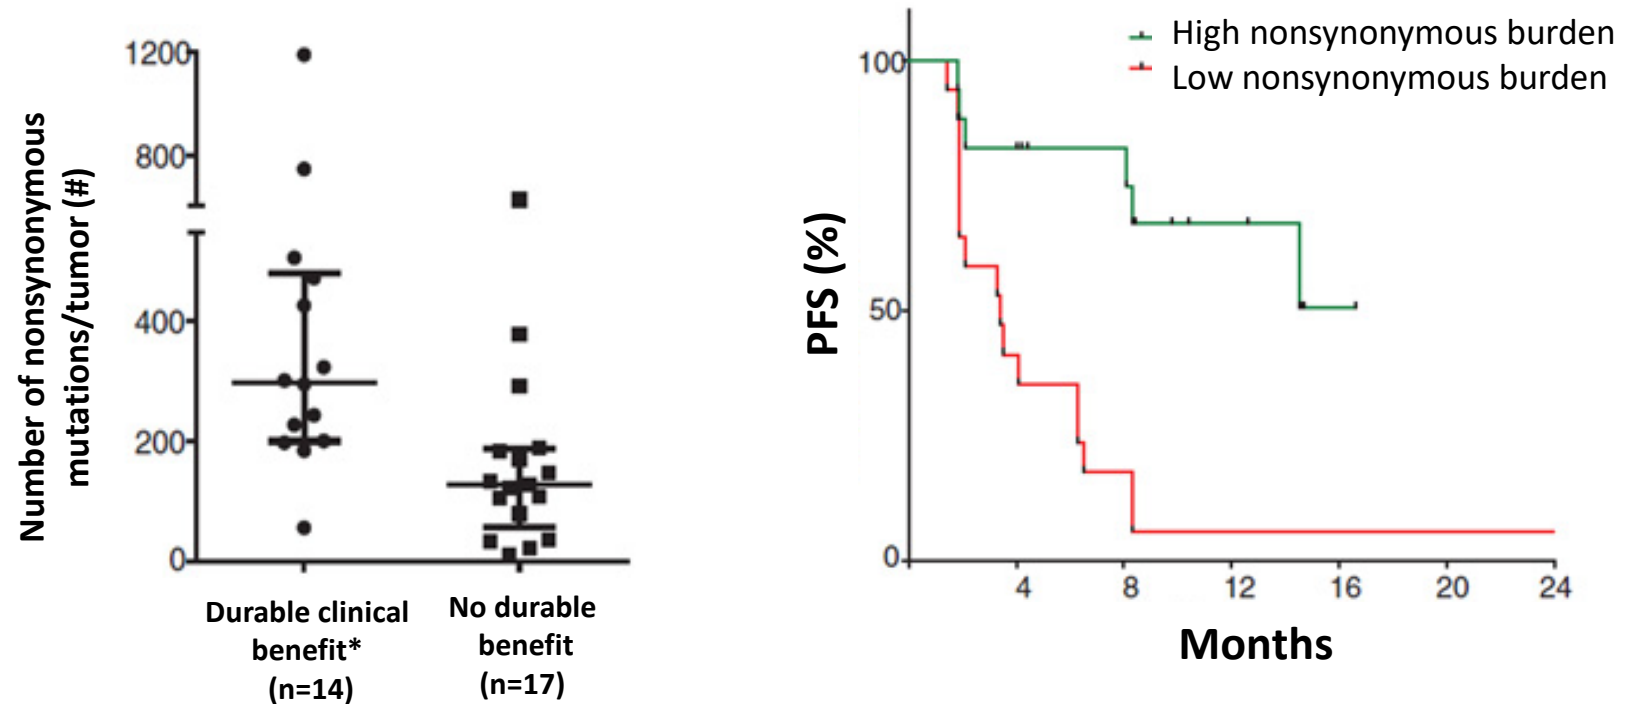 Number of nonsynonymous
mutations/tumor (#)
1200
800
400
200
0
Durable clinical
benefit*
(n=14)
No durable
benefit
(n=17)
High nonsynonymous burden
Low nonsynonymous burden
PFS (%)
100
50
0
4 8 12 16 20 24
Months